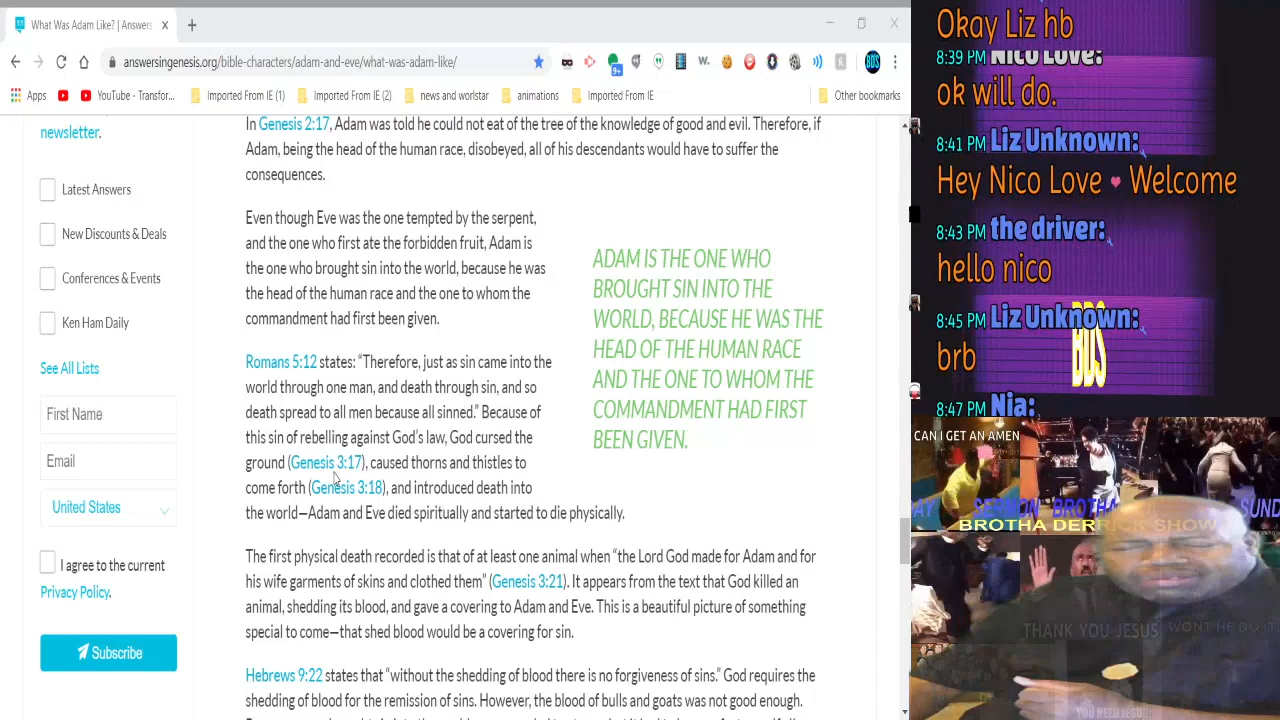 What Was Adam Like? | Answers
answersingenesis.org/bible-characters/adam-and-eve/what-was-adam-like/
9+
W.
BDS
Apps
YouTube - Transfor...
Imported From IE (1)
Imported From IE (2)
news and worlstar
animations
Imported From IE
Other bookmarks
newsletter.
Latest Answers
New Discounts & Deals
Conferences & Events
Ken Ham Daily
See All Lists
First Name
Email
United States
I agree to the current
Privacy Policy.
Subscribe
In Genesis 2:17, Adam was told he could not eat of the tree of the knowledge of good and evil. Therefore, if
Adam, being the head of the human race, disobeyed, all of his descendants would have to suffer the
consequences.
Even though Eve was the one tempted by the serpent,
and the one who first ate the forbidden fruit, Adam is
the one who brought sin into the world, because he was
the head of the human race and the one to whom the
commandment had first been given.
ADAM IS THE ONE WHO
BROUGHT SIN INTO THE
WORLD, BECAUSE HE WAS THE
HEAD OF THE HUMAN RACE
AND THE ONE TO WHOM THE
COMMANDMENT HAD FIRST
BEEN GIVEN.
Romans 5:12 states: “Therefore, just as sin came into the
world through one man, and death through sin, and so
death spread to all men because all sinned.” Because of
this sin of rebelling against God’s law, God cursed the
ground (Genesis 3:17), caused thorns and thistles to
come forth (Genesis 3:18), and introduced death into
the world—Adam and Eve died spiritually and started to die physically.
The first physical death recorded is that of at least one animal when “the Lord God made for Adam and for
his wife garments of skins and clothed them” (Genesis 3:21). It appears from the text that God killed an
animal, shedding its blood, and gave a covering to Adam and Eve. This is a beautiful picture of something
special to come—that shed blood would be a covering for sin.
Hebrews 9:22 states that “without the shedding of blood there is no forgiveness of sins.” God requires the
shedding of blood for the remission of sins. However, the blood of bulls and goats was not good enough.
Okay Liz hb
8:39 PM Nico Love:
ok will do.
8:41 PM Liz Unknown:
Hey Nico Love ♥ Welcome
8:43 PM the driver:
hello nico
8:45 PM Liz Unknown:
brb
BDS
8:47 PM Nia:
CAN I GET AN AMEN
AY SERMON BROTHA SUND
BROTHA DERRICK SHOW
THANK YOU JESUS
WONT HE DO IT
YOU NEED JESUS